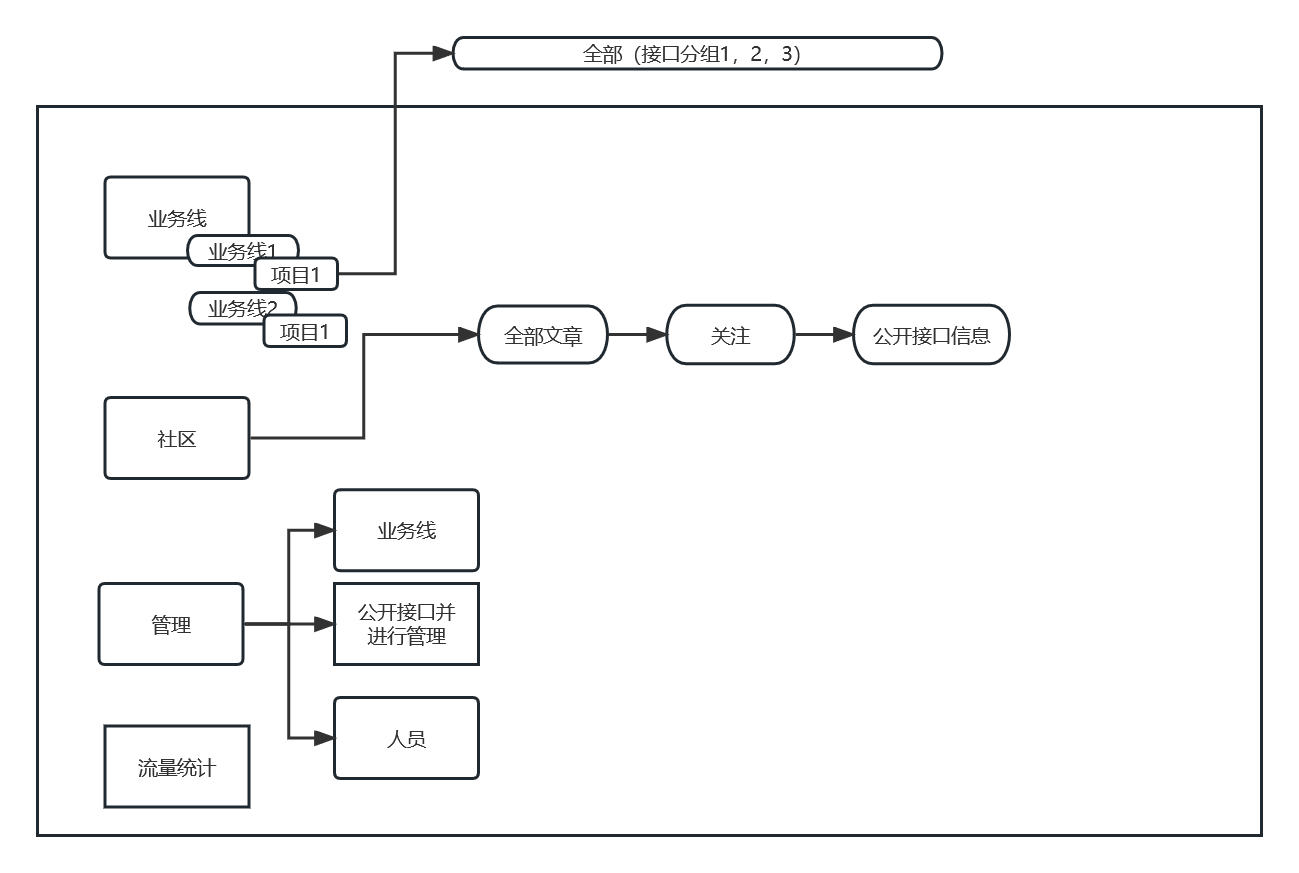 全部（接口分组1，2，3）
业务线
业务线1
项目1
业务线2
项目1
全部文章
关注
公开接口信息
社区
业务线
管理
公开接口并
进行管理
人员
流量统计